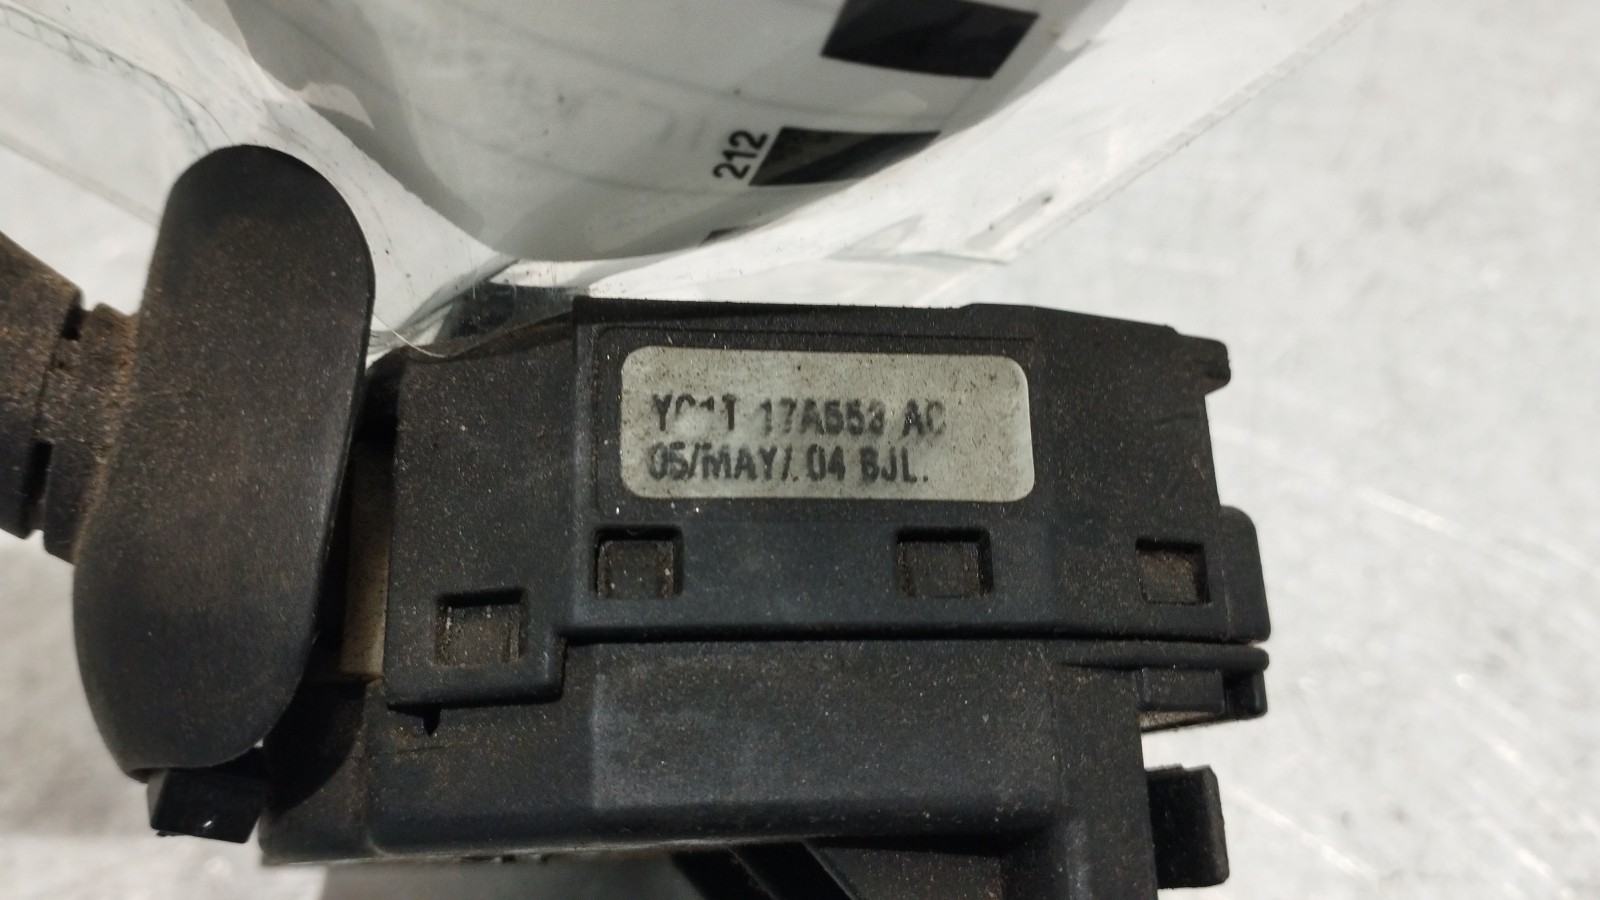 212
YC1T 17A553 AC
05/MAY/. 04 BJL.